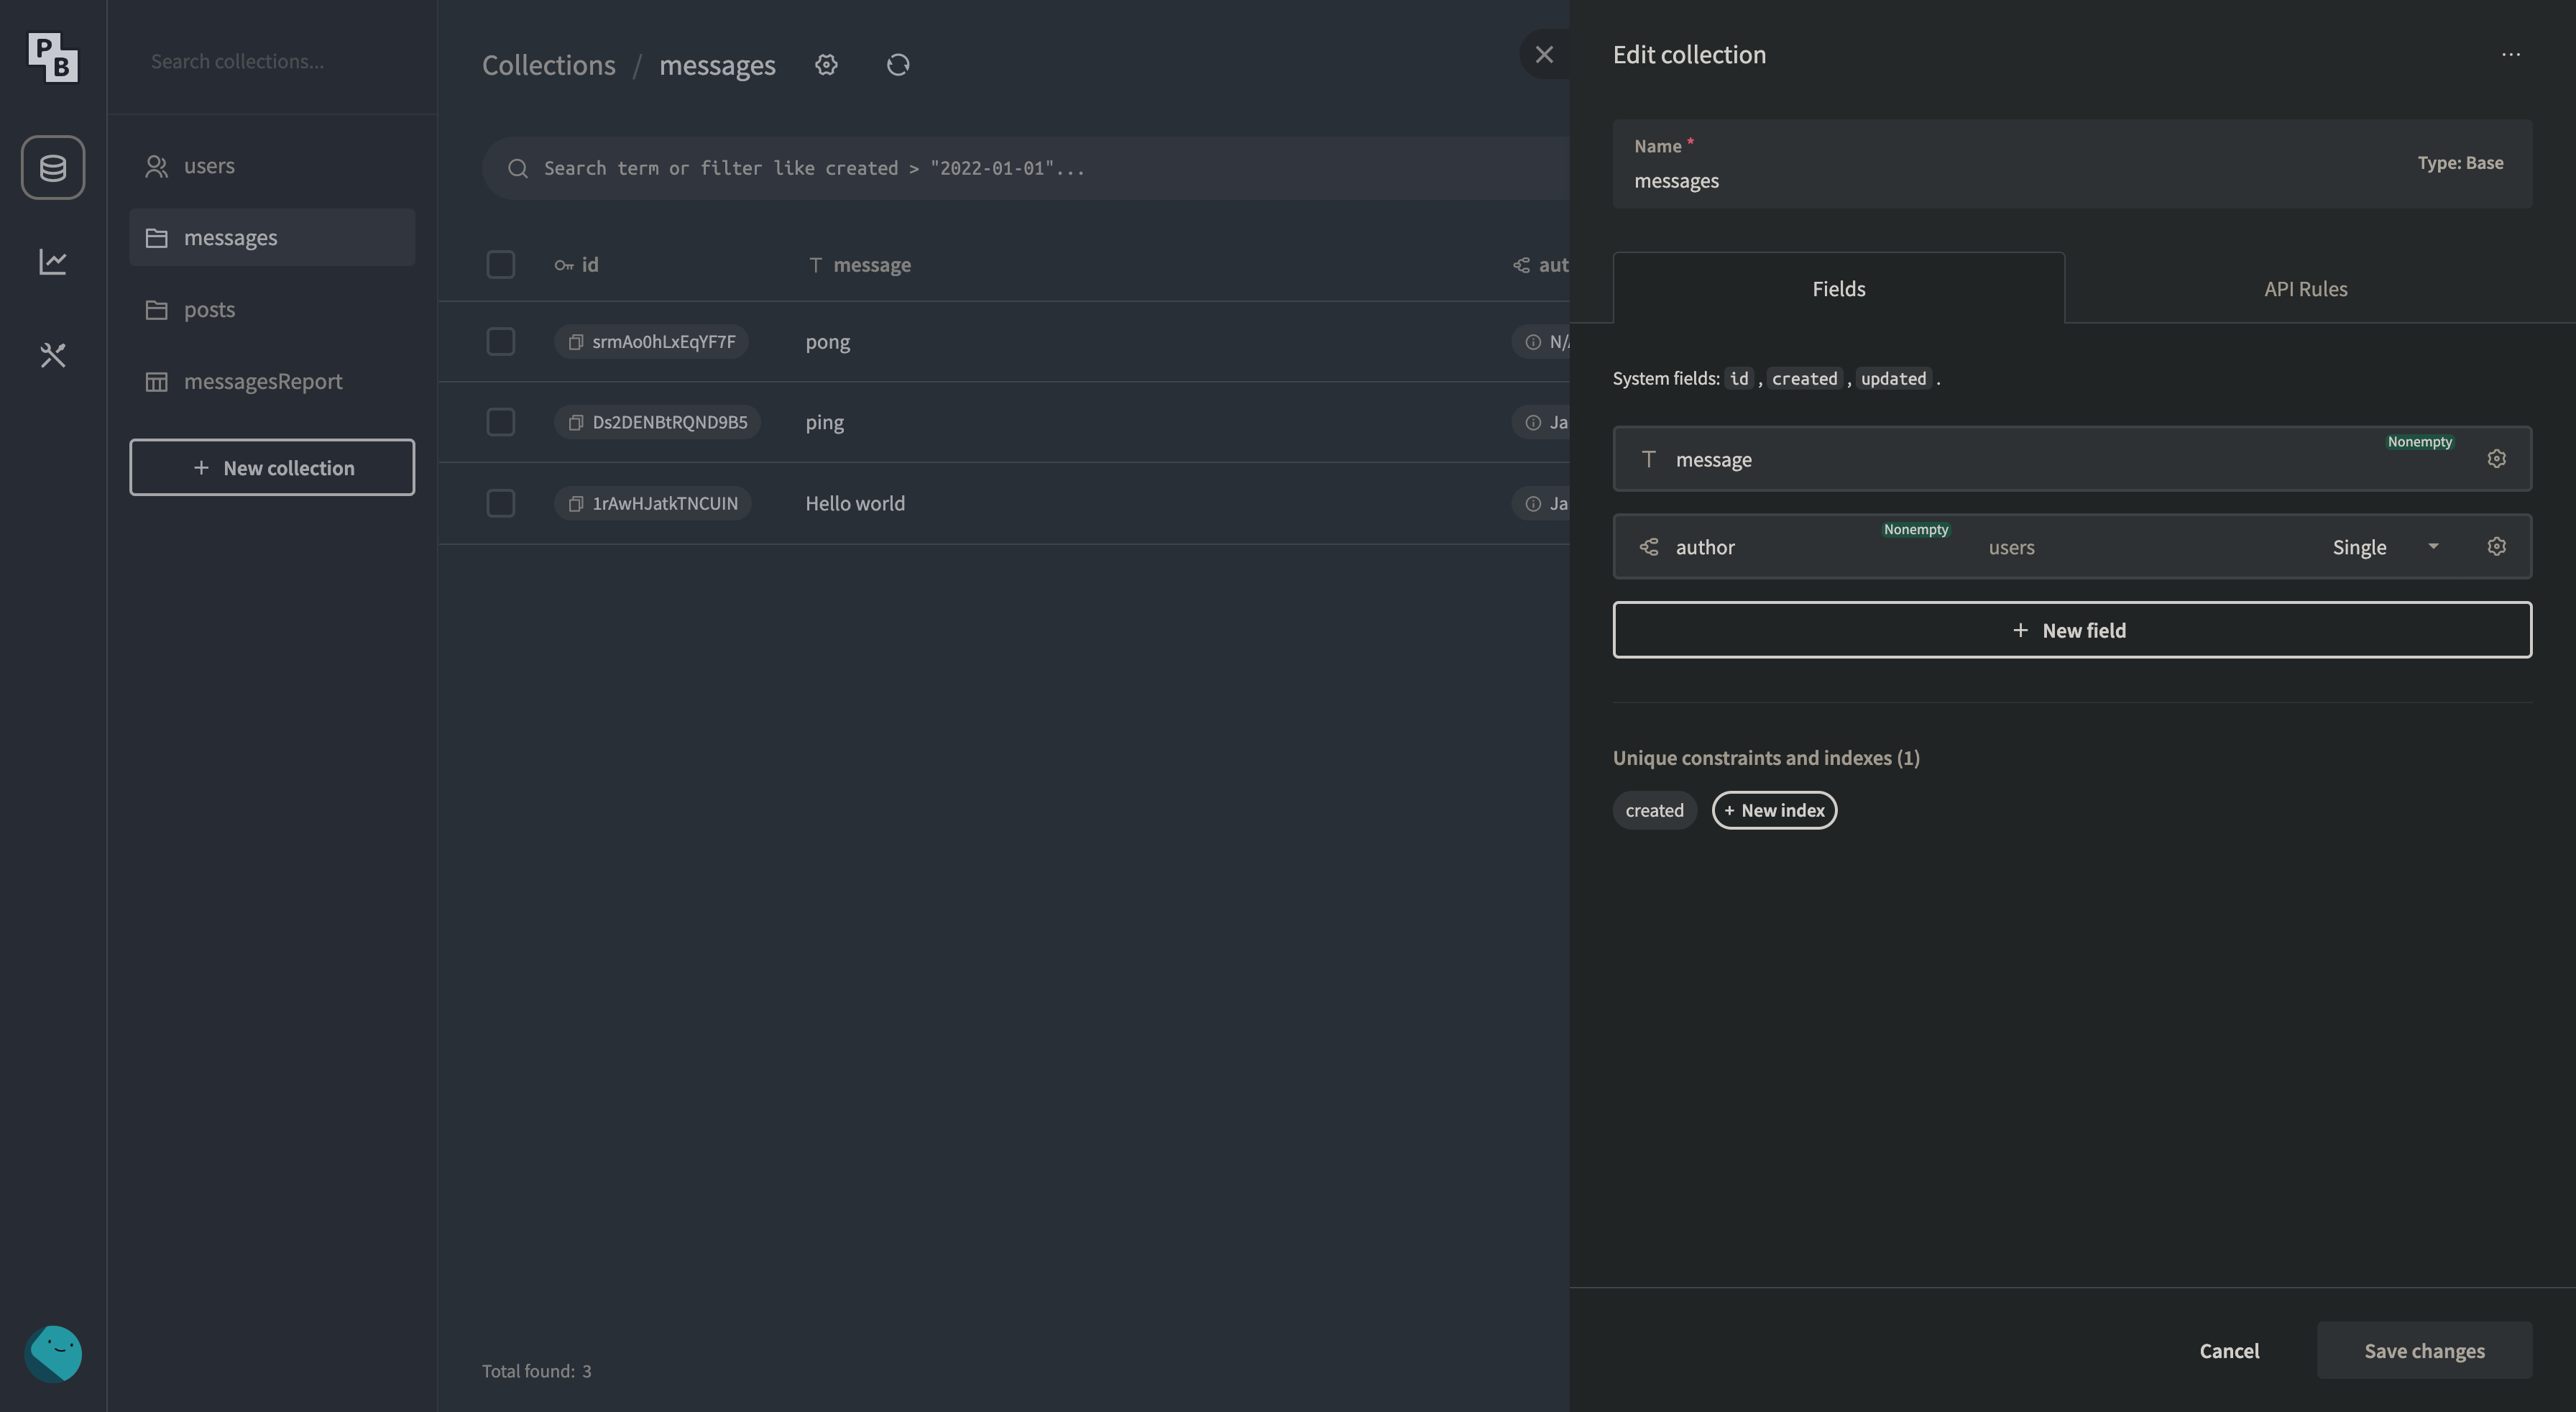 P
B
Search collections...
users
messages
posts
messagesReport
+ New collection
Collections / messages
Search term or filter like created > "2022-01-01"...
id message aut
srmAo0hLxEqYF7F pong N/
Ds2DENBtRQND9B5 ping Ja
1rAwHJatkTNCUIN Hello world Ja
Total found: 3
Edit collection
Name *
messages
Type: Base
Fields API Rules
System fields: id , created , updated .
message Nonempty
author Nonempty users Single
+ New field
Unique constraints and indexes (1)
created + New index
Cancel Save changes